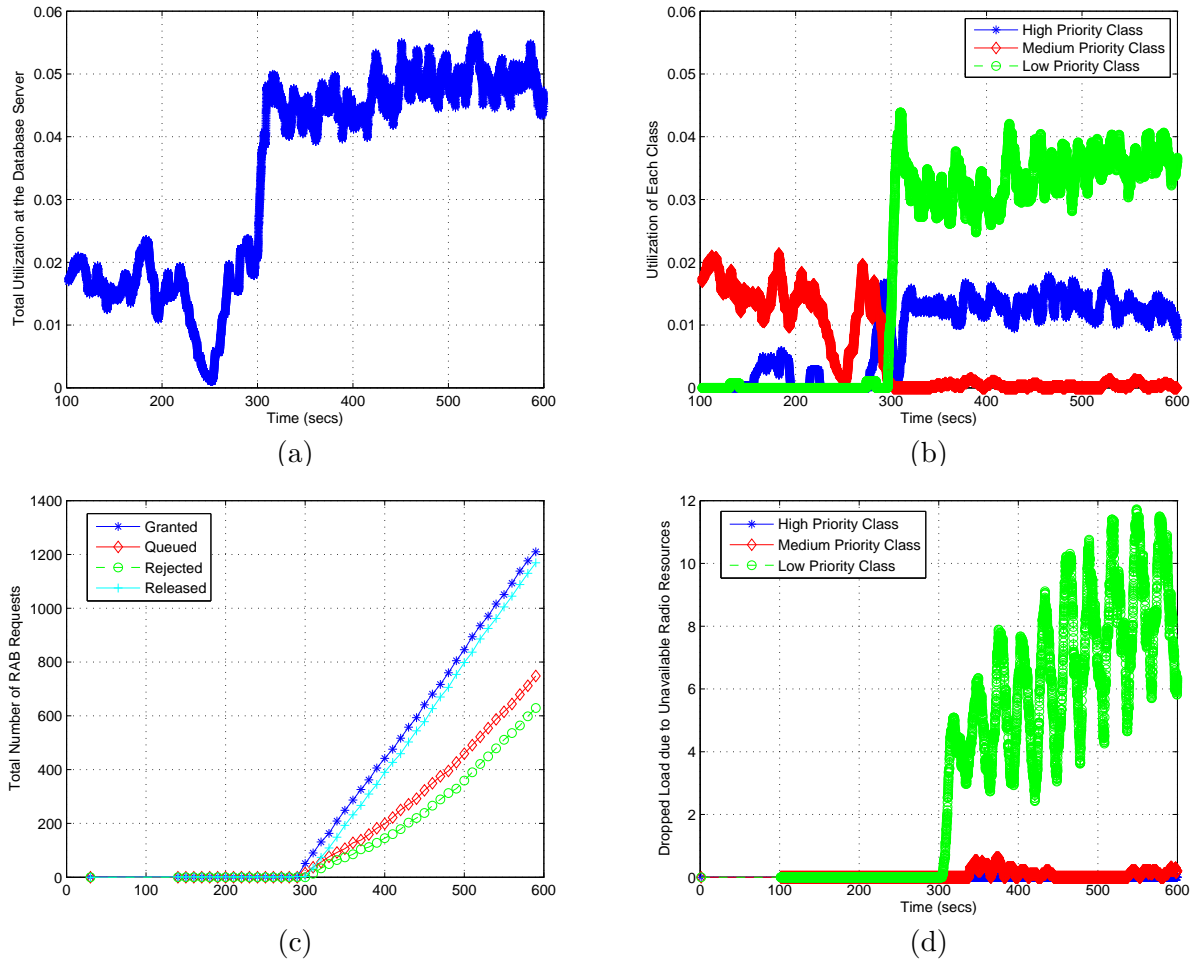 0.06
0.05
0.04
0.03
0.02
0.01
0
100 200 300 400 500 600
Time (secs)
Total Utilization at the Database Server
(a)
0.06
0.05
0.04
0.03
0.02
0.01
0
100 200 300 400 500 600
Time (secs)
Utilization of Each Class
High Priority Class
Medium Priority Class
Low Priority Class
(b)
1400
1200
1000
800
600
400
200
0
0 100 200 300 400 500 600
Time (secs)
Total Number of RAB Requests
Granted
Queued
Rejected
Released
(c)
12
10
8
6
4
2
0
0 100 200 300 400 500 600
Time (secs)
Dropped Load due to Unavailable Radio Resources
High Priority Class
Medium Priority Class
Low Priority Class
(d)